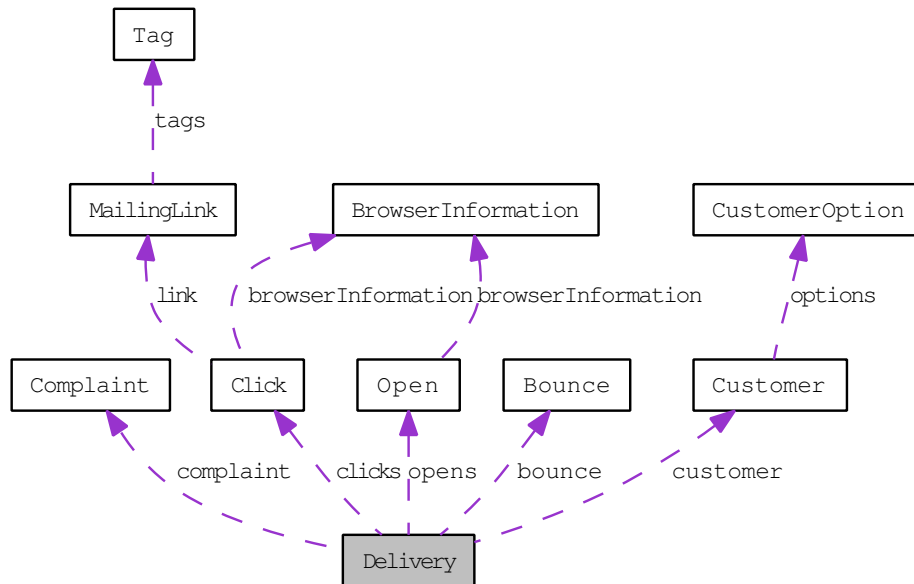 Tag
tags
MailingLink
BrowserInformation
CustomerOption
link
browserInformation
browserInformation
options
Complaint
Click
Open
Bounce
Customer
complaint
clicks
opens
bounce
customer
Delivery